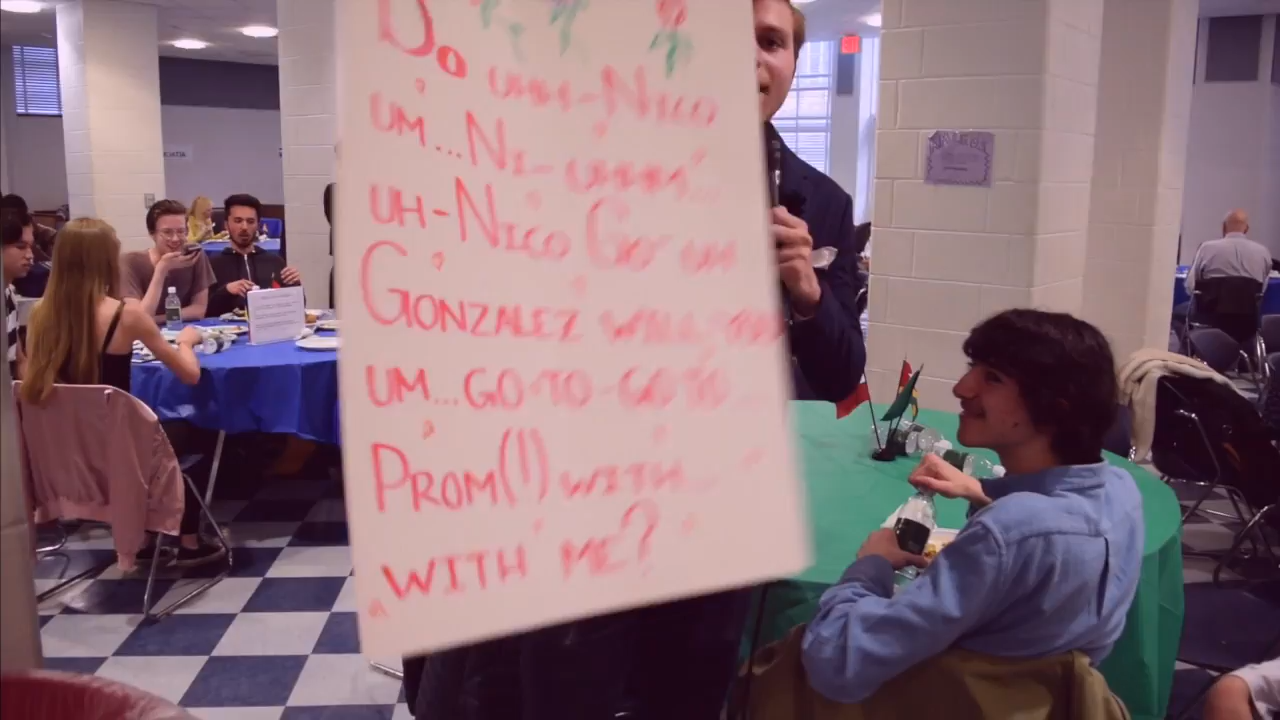 Do UHH-NICO
UM...NI-UHHM...
UH-NICO GO-UH
GONZALEZ WILL YOU
UM...GO-TO-GO TO...
PROM(!) WITH...
WITH ME?